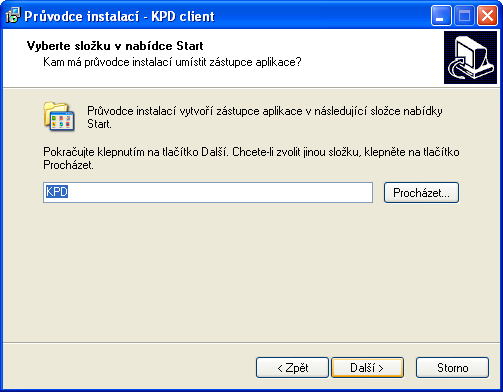 Průvodce instalací - KPD client
Vyberte složku v nabídce Start
Kam má průvodce instalací umístit zástupce aplikace?
Průvodce instalací vytvoří zástupce aplikace v následující složce nabídky
Start.
Pokračujte klepnutím na tlačítko Další. Chcete-li zvolit jinou složku, klepněte na tlačítko
Procházet.
KPD
Procházet...
< Zpět
Další >
Storno